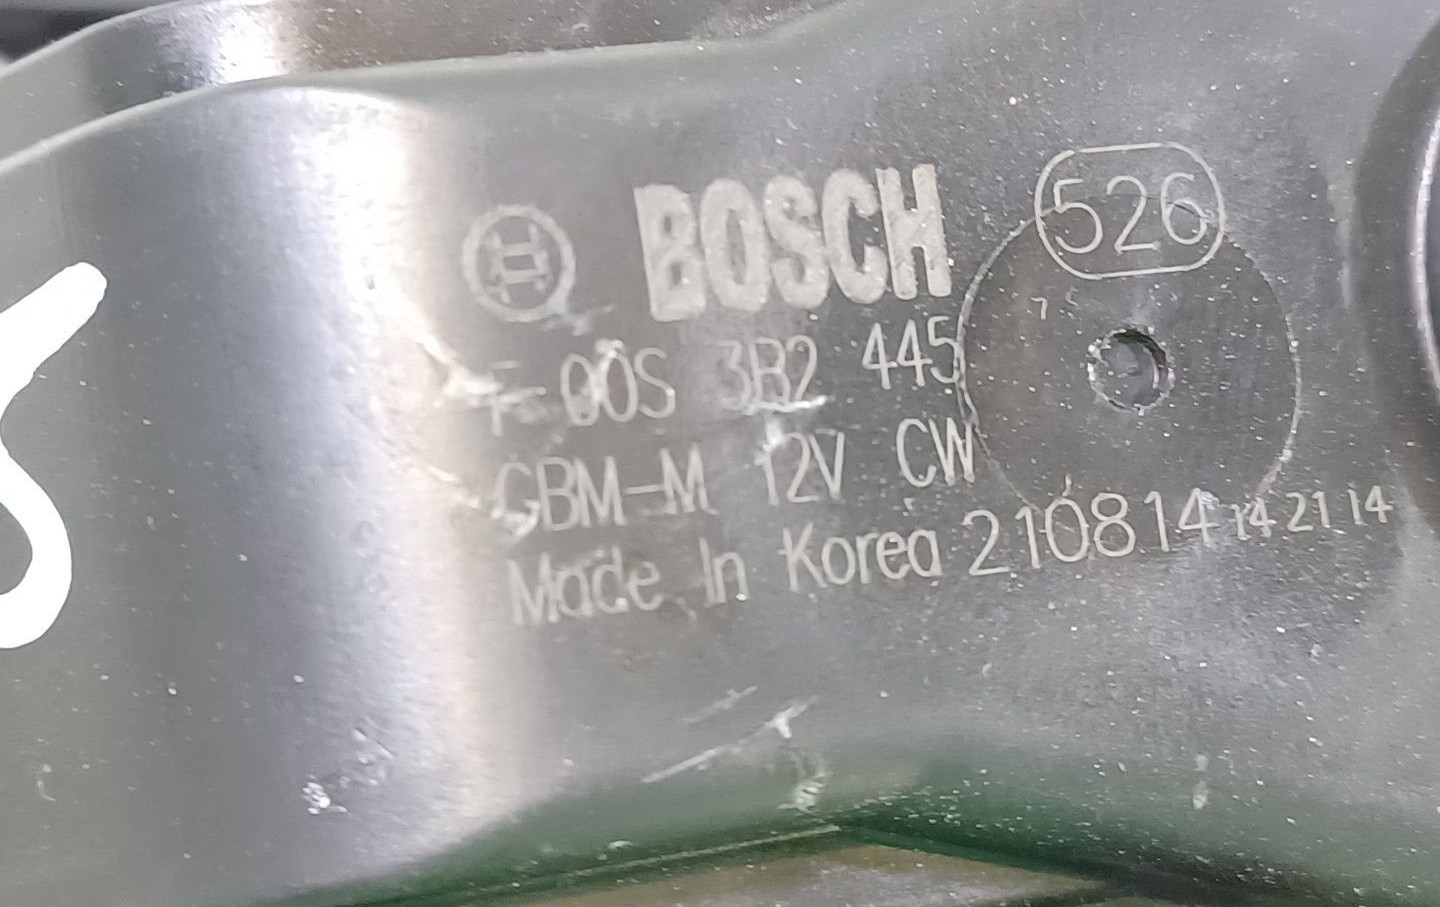 BOSCH 526
F 00S 3B2 445
GBM-M 12V CW
Made In Korea 210814 14 21 14